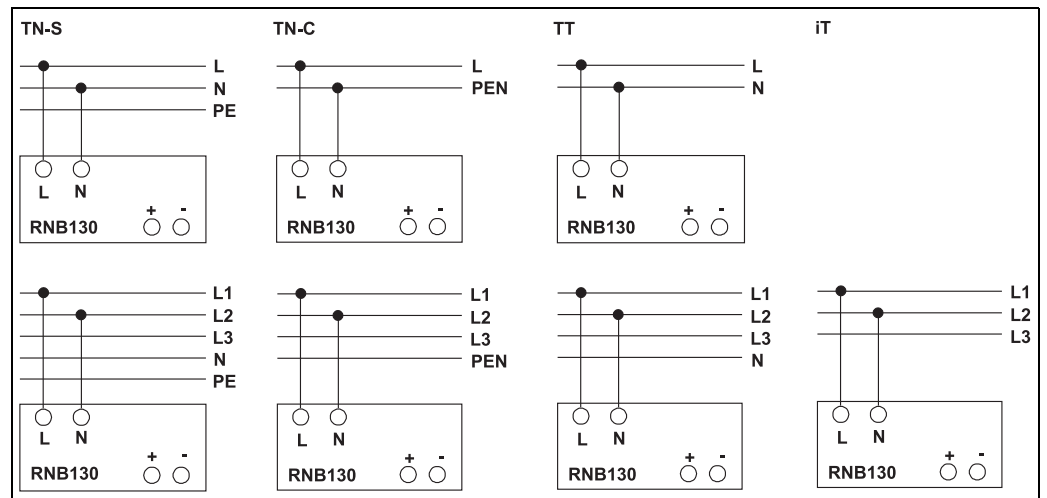 TN-S TN-C TT iT
L L L
N PEN N
PE
L N L N L N
+ - + - + -
RNB130 RNB130 RNB130
L1 L1 L1 L1
L2 L2 L2 L2
L3 L3 L3 L3
N PEN N
PE
L N L N L N L N
+ - + - + - + -
RNB130 RNB130 RNB130 RNB130